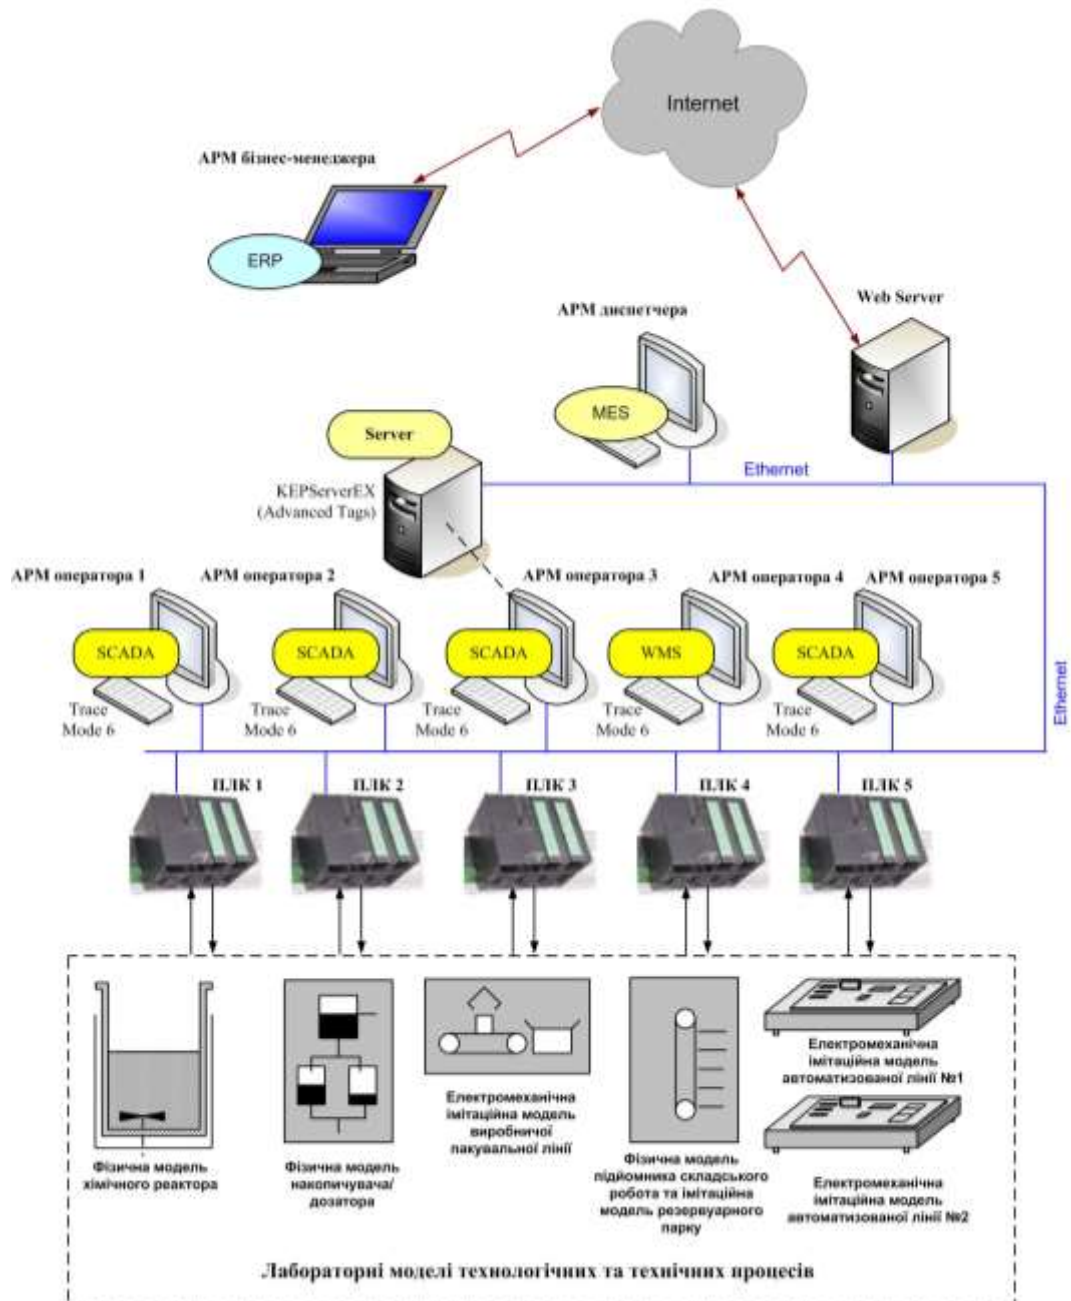 Internet
АРМ бізнес-менеджера
ERP
Web Server
АРМ диспетчера
MES
Server
Ethernet
KEPServerEX
(Advanced Tags)
АРМ оператора 1
АРМ оператора 2
АРМ оператора 3
АРМ оператора 4
АРМ оператора 5
SCADA
SCADA
SCADA
WMS
SCADA
Trace
Mode 6
Trace
Mode 6
Trace
Mode 6
Trace
Mode 6
Trace
Mode 6
Ethernet
ПЛК 1
ПЛК 2
ПЛК 3
ПЛК 4
ПЛК 5
Фізична модель
хімічного реактора
Фізична модель
накопичувача/
дозатора
Електромеханічна
імітаційна модель
виробничої
пакувальної лінії
Фізична модель
підйомника складського
робота та імітаційна
модель резервуарного
парку
Електромеханічна
імітаційна модель
автоматизованої лінії №1
Електромеханічна
імітаційна модель
автоматизованої лінії №2
Лабораторні моделі технологічних та технічних процесів